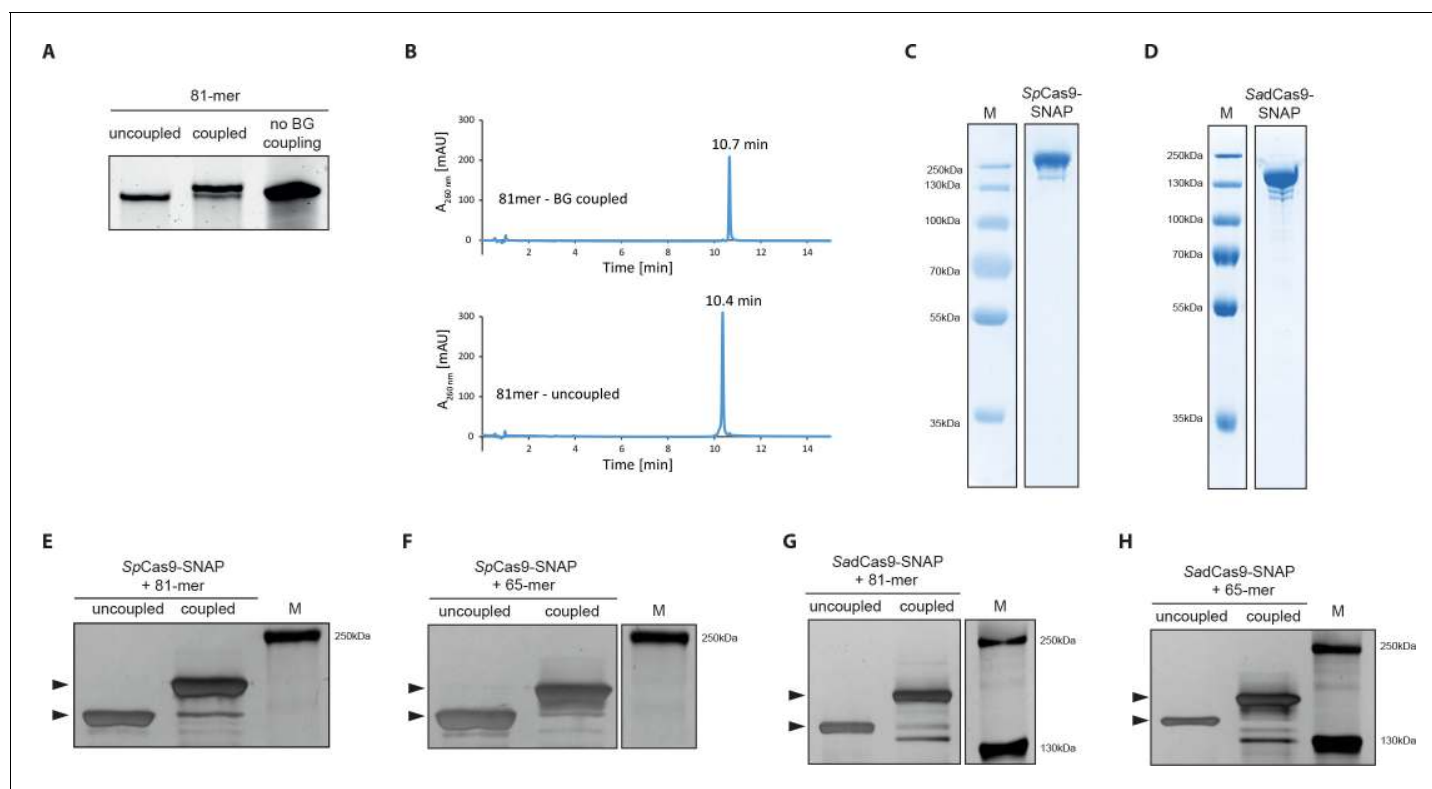 A
81-mer
uncoupled coupled no BG
coupling
B
300
200
100
0
A260 nm [mAU]
10.7 min
81mer - BG coupled
2 4 6 8 10 12 14
Time [min]
300
200
100
0
A260 nm [mAU]
10.4 min
81mer - uncoupled
2 4 6 8 10 12 14
Time [min]
C
M SpCas9-
SNAP
250kDa
130kDa
100kDa
70kDa
55kDa
35kDa
D
M SadCas9-
SNAP
250kDa
130kDa
100kDa
70kDa
55kDa
35kDa
E
SpCas9-SNAP
+ 81-mer
uncoupled coupled M
250kDa
F
SpCas9-SNAP
+ 65-mer
uncoupled coupled M
250kDa
G
SadCas9-SNAP
+ 81-mer
uncoupled coupled M
250kDa
130kDa
H
SadCas9-SNAP
+ 65-mer
uncoupled coupled M
250kDa
130kDa